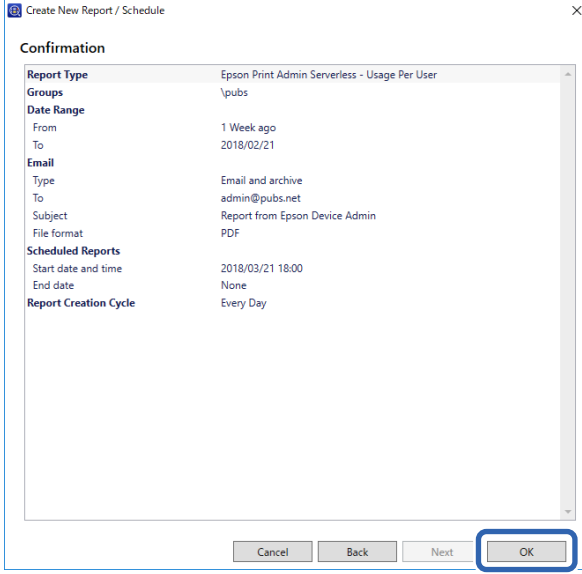 Create New Report / Schedule
Confirmation
Report Type Epson Print Admin Serverless - Usage Per User
Groups \pubs
Date Range
From 1 Week ago
To 2018/02/21
Email
Type Email and archive
To admin@pubs.net
Subject Report from Epson Device Admin
File format PDF
Scheduled Reports
Start date and time 2018/03/21 18:00
End date None
Report Creation Cycle Every Day
Cancel Back Next OK